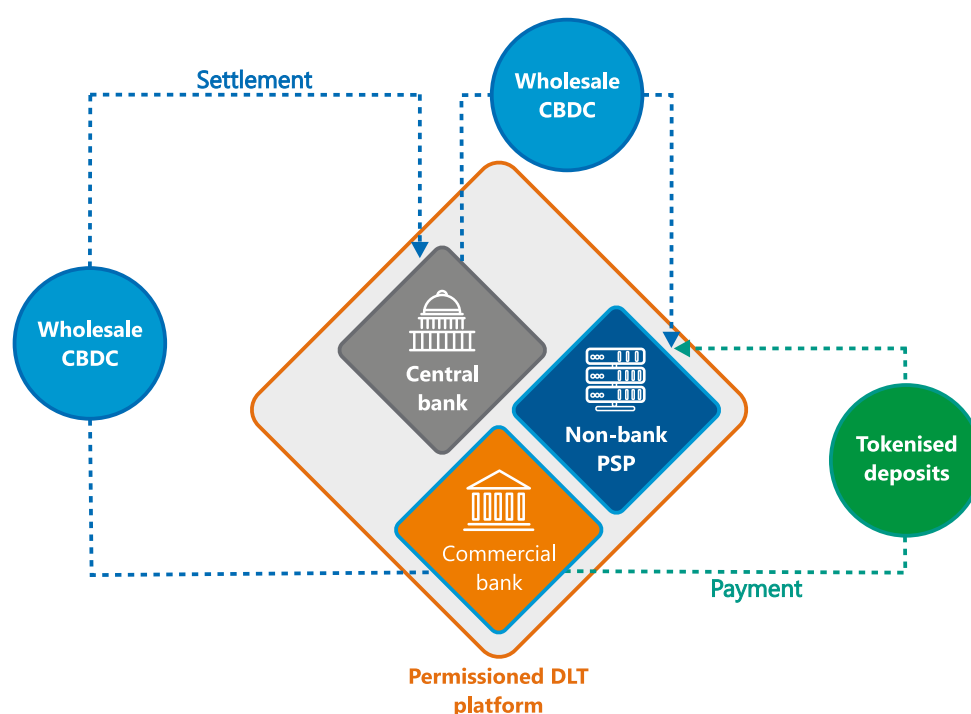 Settlement
Wholesale
CBDC
Wholesale
CBDC
Central
bank
Non-bank
PSP
Tokenised
deposits
Commercial
bank
Payment
Permissioned DLT
platform